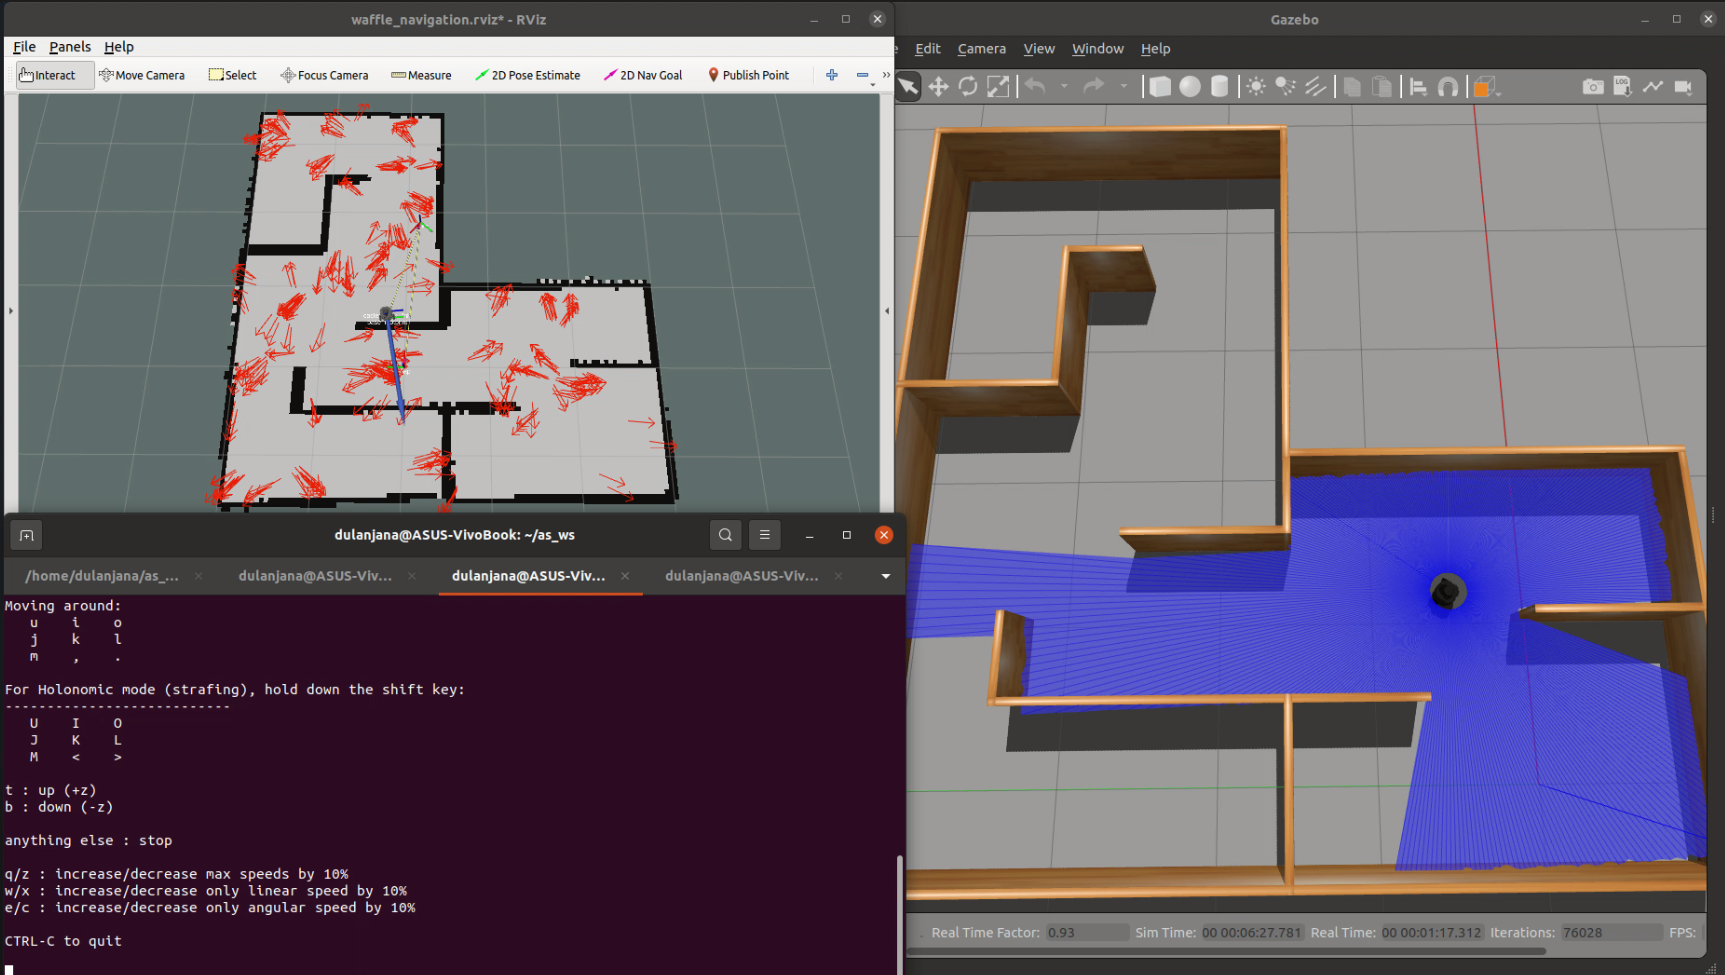 waffle_navigation.rviz* - RViz
File Panels Help
Interact Move Camera Select Focus Camera Measure 2D Pose Estimate 2D Nav Goal Publish Point
Gazebo
Edit Camera View Window Help
LOG
dulanjana@ASUS-VivoBook: ~/as_ws
/home/dulanjana/as_... dulanjana@ASUS-Viv... dulanjana@ASUS-Viv... dulanjana@ASUS-Viv...
Moving around:
u i o
j k l
m , .
For Holonomic mode (strafing), hold down the shift key:
---------------------------
U I O
J K L
M < >
t : up (+z)
b : down (-z)
anything else : stop
q/z : increase/decrease max speeds by 10%
w/x : increase/decrease only linear speed by 10%
e/c : increase/decrease only angular speed by 10%
CTRL-C to quit
Real Time Factor: 0.93 Sim Time: 00 00:06:27.781 Real Time: 00 00:01:17.312 Iterations: 76028 FPS: